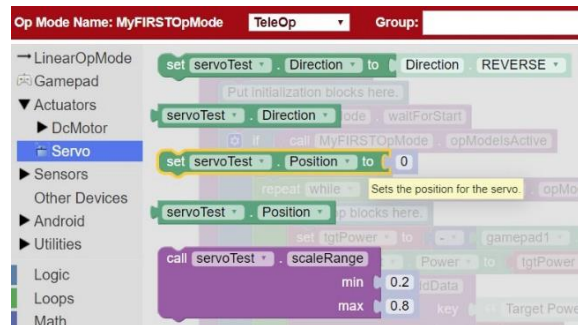 Op Mode Name: MyFIRSTOpMode TeleOp Group:
LinearOpMode
Gamepad
Actuators
DcMotor
Servo
Sensors
Other Devices
Android
Utilities
Logic
Loops
Math
set servoTest . Direction to Direction . REVERSE
Put initialization blocks here.
servoTest . Direction
waitForStart
if call MyFIRSTOpMode . opModeIsActive
set servoTest . Position to 0
repeat while
Sets the position for the servo.
servoTest . Position
blocks here.
set tgtPower to - gamepad1
call servoTest . scaleRange
Power to tgtPower
min 0.2
max 0.8
key Target Powe